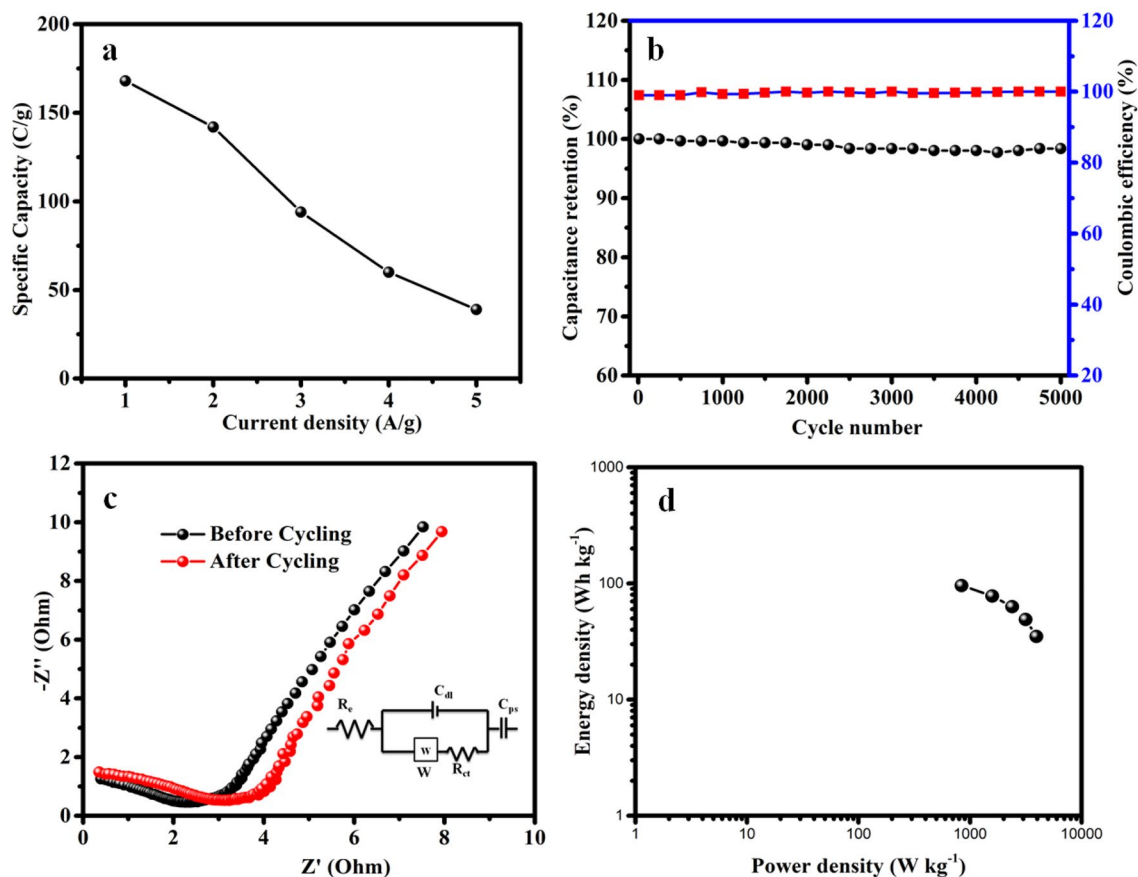 a
Specific Capacity (C/g)
200
150
100
50
0
1 2 3 4 5
Current density (A/g)
b
Capacitance retention (%)
120
110
100
90
80
70
60
0 1000 2000 3000 4000 5000
Cycle number
120
100
80
60
40
20
Coulombic efficiency (%)
c
-Z'' (Ohm)
12
10
8
6
4
2
0
Before Cycling
After Cycling
Re
Cdl
Cps
W
W
Rct
0 2 4 6 8 10
Z' (Ohm)
d
Energy density (Wh kg⁻¹)
1000
100
10
1
1 10 100 1000 10000
Power density (W kg⁻¹)